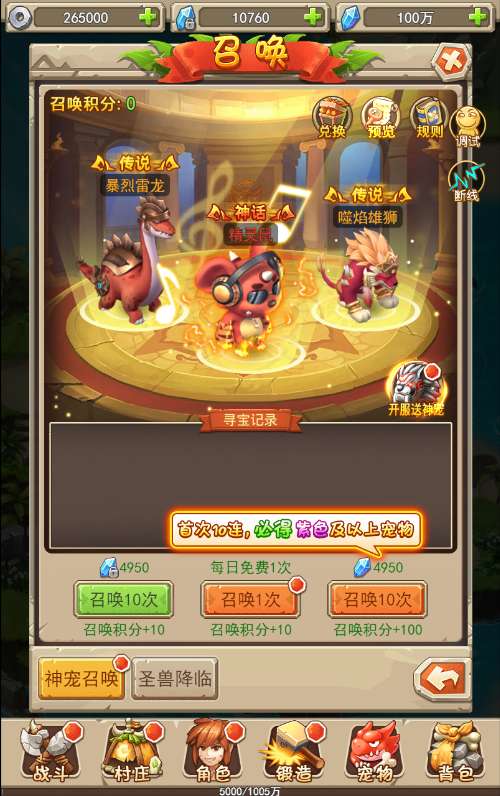 265000
10760
100万
召唤
召唤积分: 0
兑换
预览
规则
调试
断线
传说
暴烈雷龙
神话
精灵鼠
传说
噬焰雄狮
开服送神宠
寻宝记录
首次10连, 必得紫色及以上宠物
4950
每日免费1次
4950
召唤10次
召唤1次
召唤10次
召唤积分+10
召唤积分+10
召唤积分+100
神宠召唤
圣兽降临
战斗
村庄
角色
锻造
宠物
背包
5000/1005万